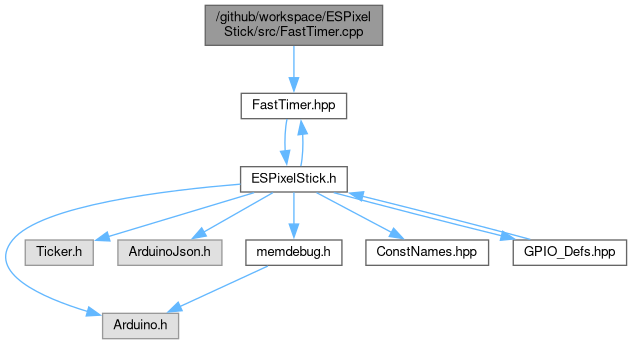 /github/workspace/ESPixel
Stick/src/FastTimer.cpp
FastTimer.hpp
ESPixelStick.h
Ticker.h
ArduinoJson.h
memdebug.h
ConstNames.hpp
GPIO_Defs.hpp
Arduino.h